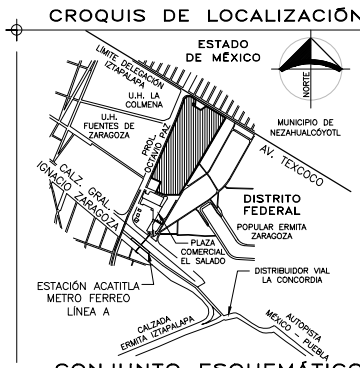 CROQUIS DE LOCALIZACIÓN
ESTADO
DE MÉXICO
NORTE
LIMITE DELEGACIÓN
IZTAPALAPA
U.H. LA
COLMENA
U.H.
FUENTES DE
ZARAGOZA
PROL.
OCTAVIO PAZ
MUNICIPIO DE
NEZAHUALCÓYOTL
AV. TEXCOCO
CALZ. GRAL.
IGNACIO ZARAGOZA
DISTRITO
FEDERAL
POPULAR ERMITA
ZARAGOZA
PLAZA
COMERCIAL
EL SALADO
ESTACIÓN ACATITLA
METRO FERREO
LÍNEA A
DISTRIBUIDOR VIAL
LA CONCORDIA
CALZADA
ERMITA IZTAPALAPA
AUTOPISTA
MÉXICO - PUEBLA
CONJUNTO ESQUEMÁTICO